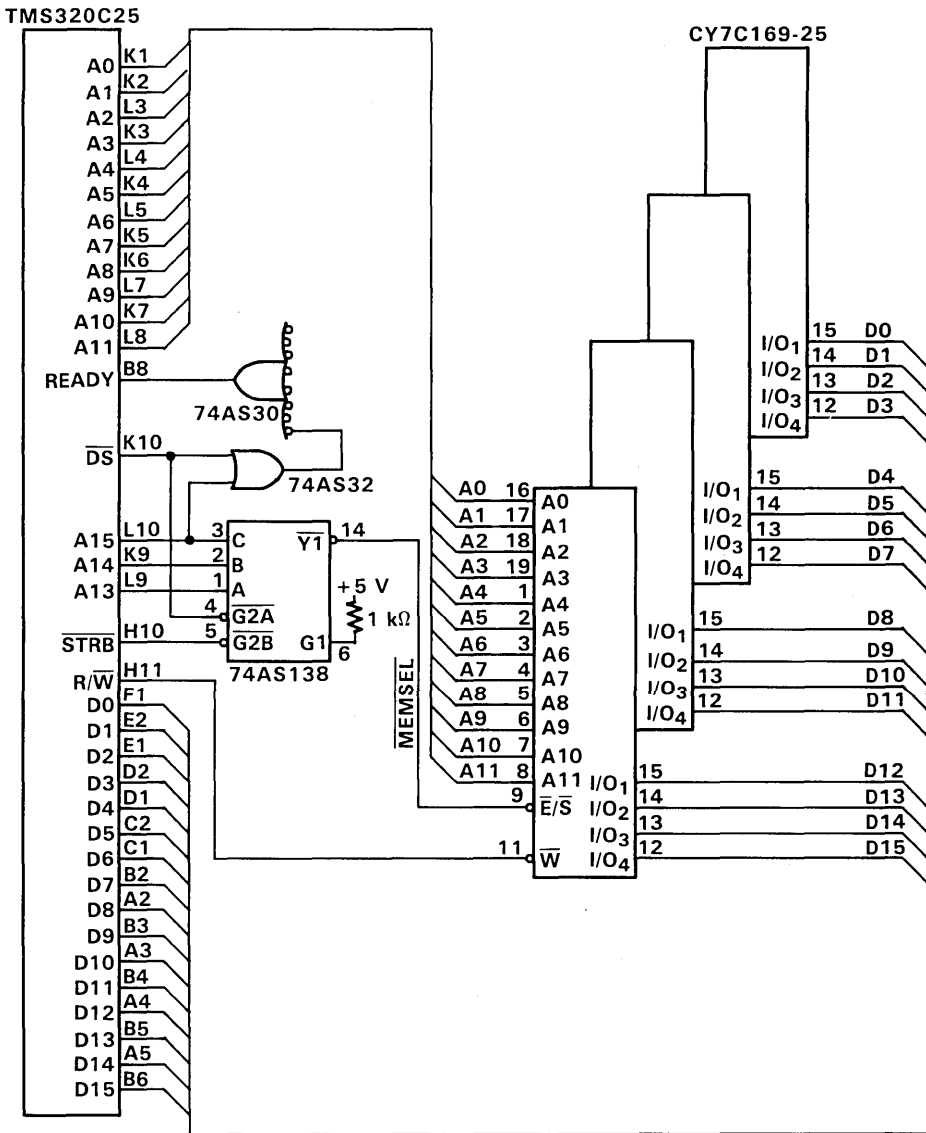 TMS320C25
CY7C169-25
A0 K1
A1 K2
A2 L3
A3 K3
A4 L4
A5 K4
A6 L5
A7 K5
A8 K6
A9 L7
A10 K7
A11 L8
READY B8
74AS30
D̅S̅ K10
74AS32
A15 L10
A14 K9
A13 L9
3 C
2 B
1 A
4 G̅2̅A̅
5 G̅2̅B̅
Y̅1̅ 14
+5 V
1 kΩ
G1 6
74AS138
S̅T̅R̅B̅ H10
R/W̅ H11
D0 F1
D1 E2
D2 E1
D3 D2
D4 D1
D5 C2
D6 C1
D7 B2
D8 A2
D9 B3
D10 A3
D11 B4
D12 A4
D13 B5
D14 A5
D15 B6
M̅E̅M̅S̅E̅L̅
A0 16 A0
A1 17 A1
A2 18 A2
A3 19 A3
A4 1 A4
A5 2 A5
A6 3 A6
A7 4 A7
A8 5 A8
A9 6 A9
A10 7 A10
A11 8 A11
9 E̅/S̅
11 W̅
I/O₁ 15 D0
I/O₂ 14 D1
I/O₃ 13 D2
I/O₄ 12 D3
I/O₁ 15 D4
I/O₂ 14 D5
I/O₃ 13 D6
I/O₄ 12 D7
I/O₁ 15 D8
I/O₂ 14 D9
I/O₃ 13 D10
I/O₄ 12 D11
I/O₁ 15 D12
I/O₂ 14 D13
I/O₃ 13 D14
I/O₄ 12 D15